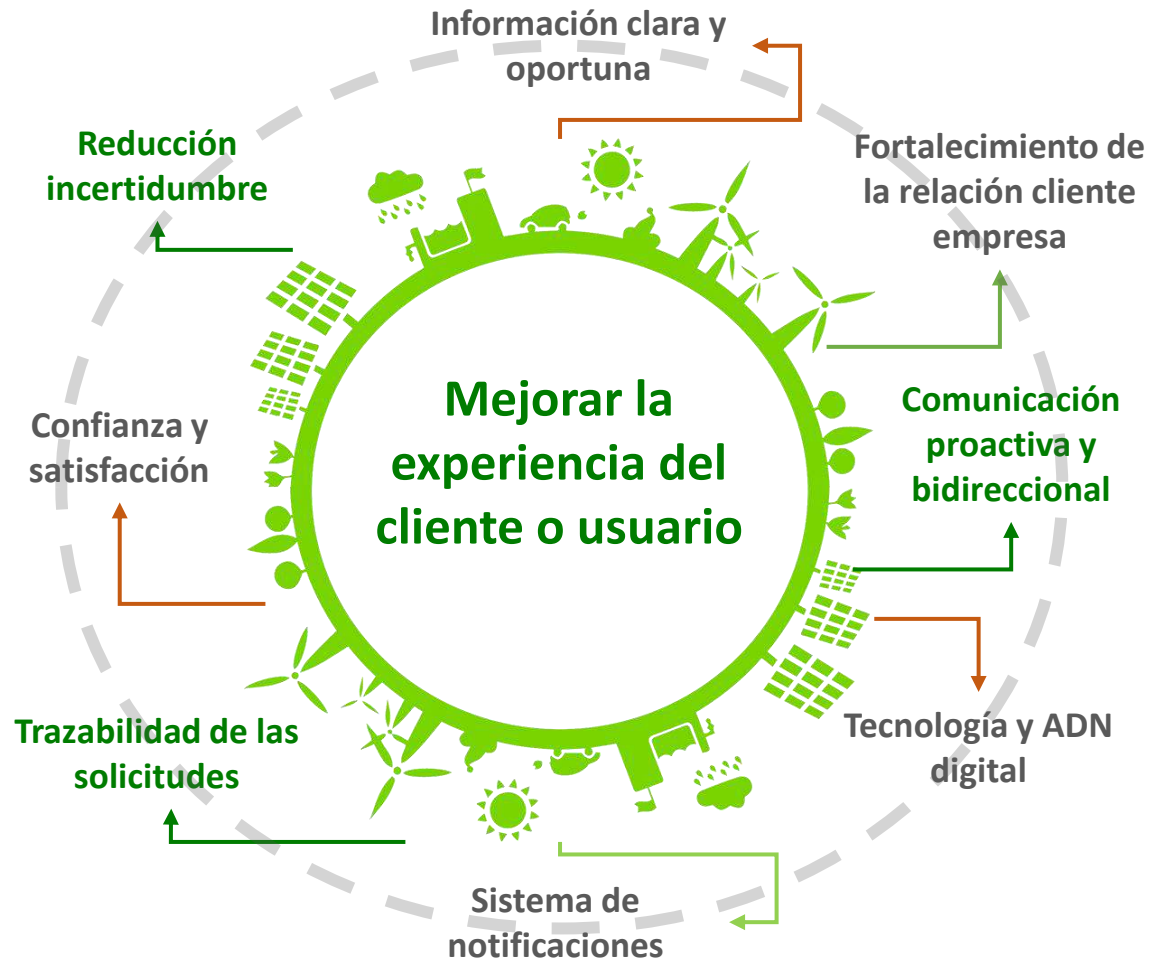 Información clara y
oportuna
Reducción
incertidumbre
Fortalecimiento de
la relación cliente
empresa
Mejorar la
experiencia del
cliente o usuario
Confianza y
satisfacción
Comunicación
proactiva y
bidireccional
Trazabilidad de las
solicitudes
Tecnología y ADN
digital
Sistema de
notificaciones